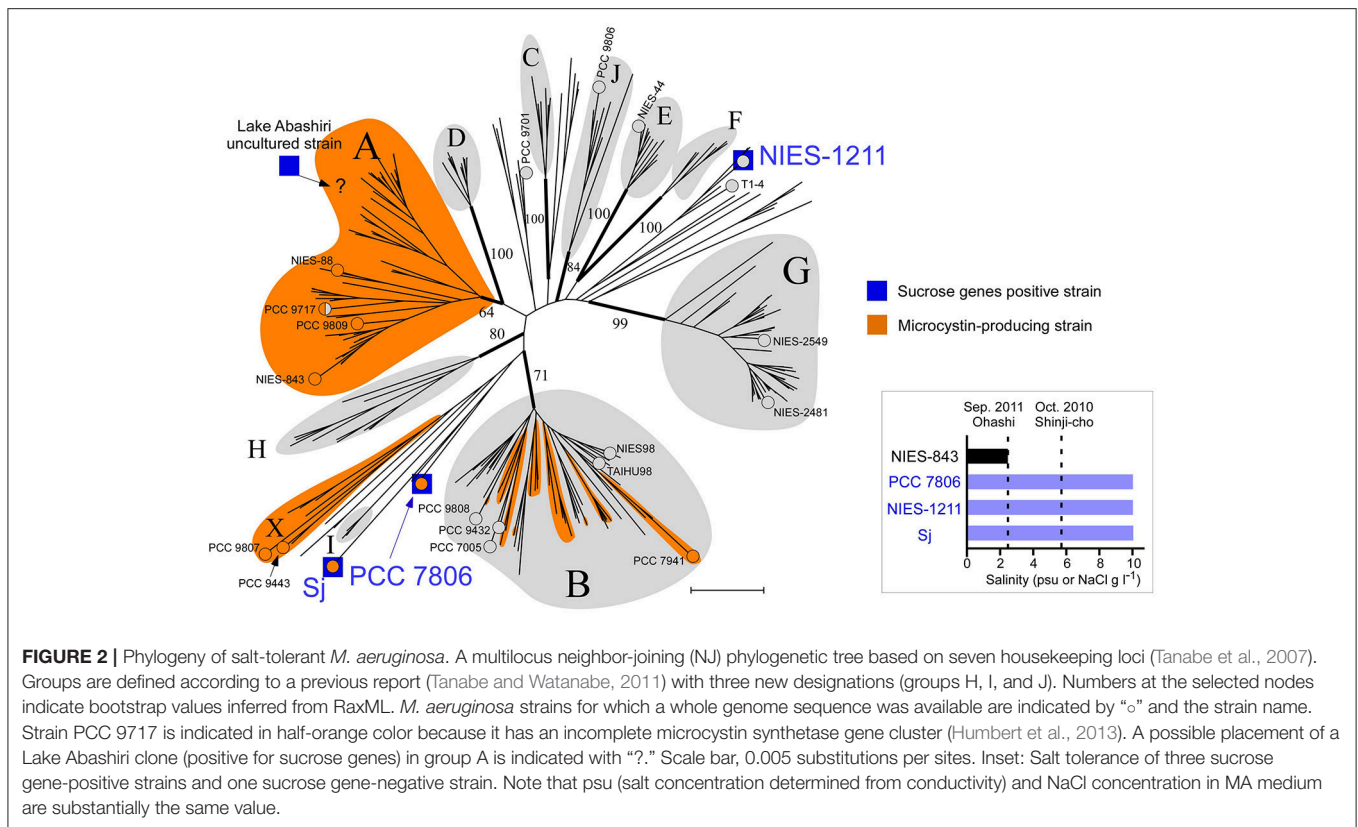 C
J
PCC 9806
NIES-44
E
F
Lake Abashiri
uncultured strain
A
D
PCC 9701
NIES-1211
T1-4
?
100
100
100
100
84
G
NIES-88
PCC 9717
PCC 9809
64
80
99
NIES-843
71
NIES-2549
NIES-2481
H
NIES98
TAIHU98
PCC 9808
PCC 9432
PCC 7005
PCC 7941
X
PCC 9807
PCC 9443
I
Sj
PCC 7806
B
Sucrose genes positive strain
Microcystin-producing strain
Sep. 2011 Oct. 2010
Ohashi Shinji-cho
NIES-843
PCC 7806
NIES-1211
Sj
0 2 4 6 8 10
Salinity (psu or NaCl g l⁻¹)
FIGURE 2 | Phylogeny of salt-tolerant M. aeruginosa. A multilocus neighbor-joining (NJ) phylogenetic tree based on seven housekeeping loci (Tanabe et al., 2007).
Groups are defined according to a previous report (Tanabe and Watanabe, 2011) with three new designations (groups H, I, and J). Numbers at the selected nodes
indicate bootstrap values inferred from RaxML. M. aeruginosa strains for which a whole genome sequence was available are indicated by “○” and the strain name.
Strain PCC 9717 is indicated in half-orange color because it has an incomplete microcystin synthetase gene cluster (Humbert et al., 2013). A possible placement of a
Lake Abashiri clone (positive for sucrose genes) in group A is indicated with “?.” Scale bar, 0.005 substitutions per sites. Inset: Salt tolerance of three sucrose
gene-positive strains and one sucrose gene-negative strain. Note that psu (salt concentration determined from conductivity) and NaCl concentration in MA medium
are substantially the same value.